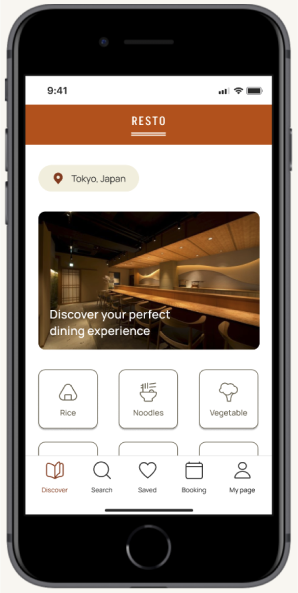 9:41
RESTO
Tokyo, Japan
Discover your perfect
dining experience
Rice
Noodles
Vegetable
Discover
Search
Saved
Booking
My page